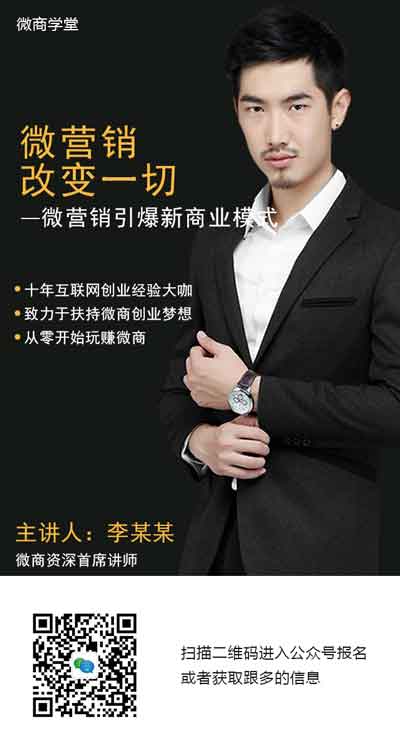 微商学堂
微营销
改变一切
—微营销引爆新商业模式
十年互联网创业经验大咖
致力于扶持微商创业梦想
从零开始玩赚微商
主讲人：李某某
微商资深首席讲师
扫描二维码进入公众号报名
或者获取跟多的信息